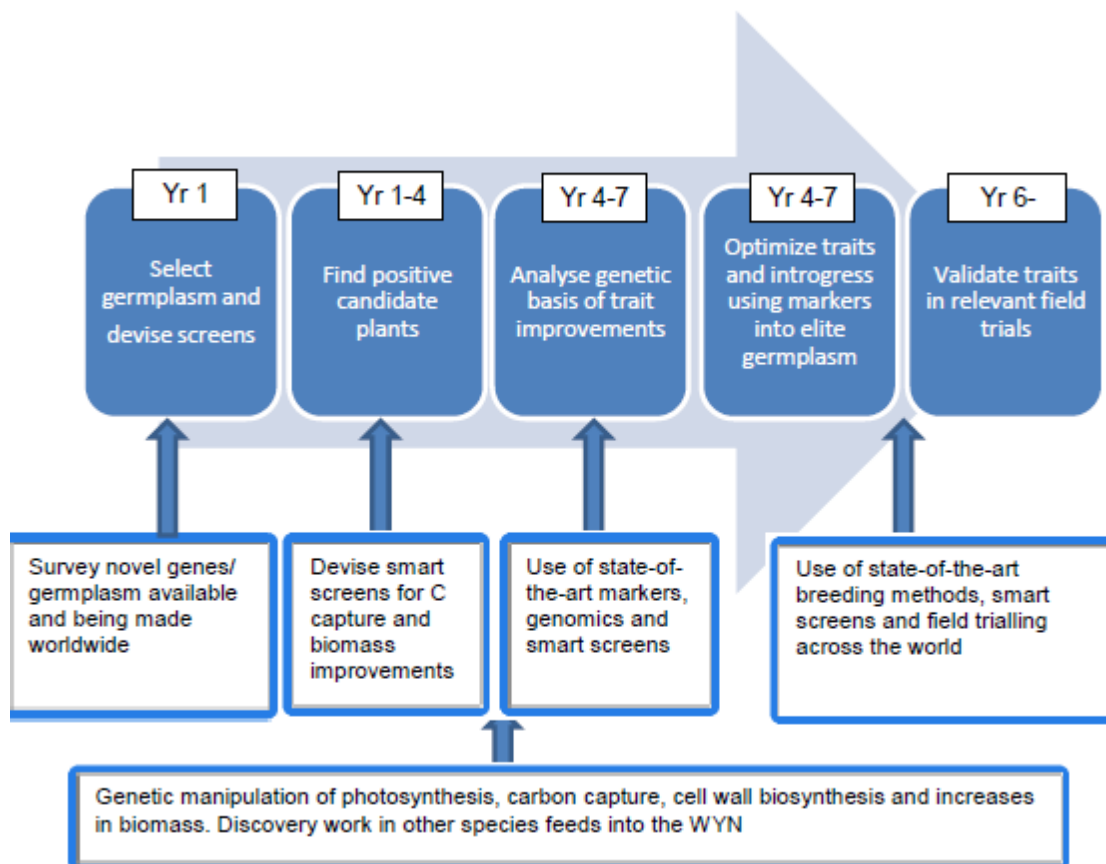 Yr 1
Select
germplasm and
devise screens
Yr 1-4
Find positive
candidate
plants
Yr 4-7
Analyse genetic
basis of trait
improvements
Yr 4-7
Optimize traits
and introgress
using markers
into elite
germplasm
Yr 6-
Validate traits
in relevant field
trials
Survey novel genes/
germplasm available
and being made
worldwide
Devise smart
screens for C
capture and
biomass
improvements
Use of state-of-
the-art markers,
genomics and
smart screens
Use of state-of-the-art
breeding methods, smart
screens and field trialling
across the world
Genetic manipulation of photosynthesis, carbon capture, cell wall biosynthesis and increases
in biomass. Discovery work in other species feeds into the WYN